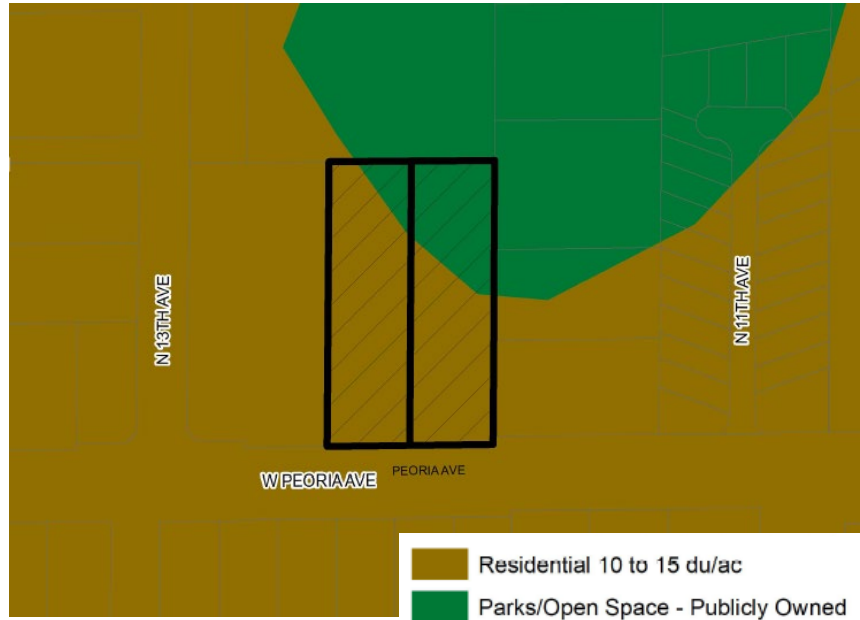 N 13TH AVE
N 11TH AVE
W PEORIA AVE
PEORIA AVE
Residential 10 to 15 du/ac
Parks/Open Space - Publicly Owned